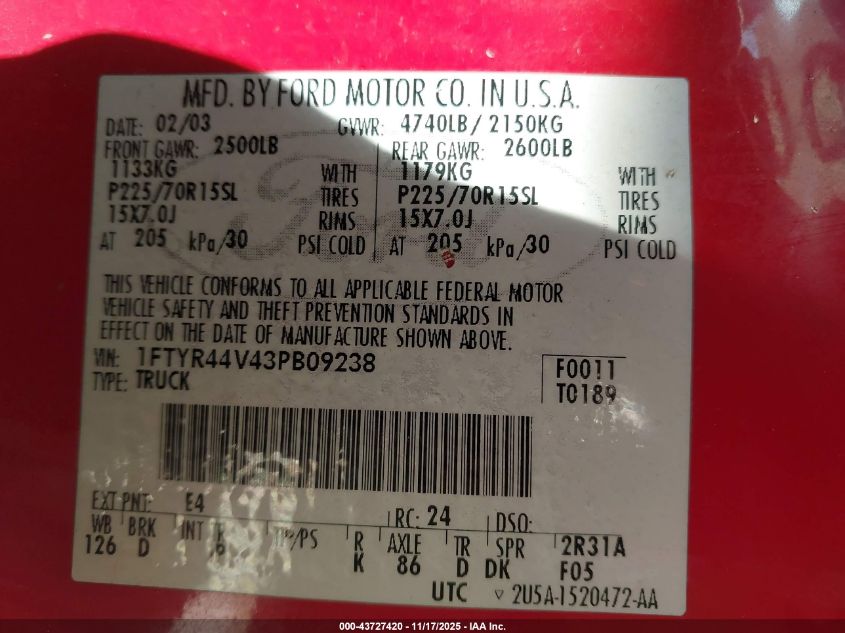 MFD. BY FORD MOTOR CO. IN U.S.A.
DATE: 02/03 GVWR: 4740LB/ 2150KG
FRONT GAWR: 2500LB REAR GAWR: 2600LB
1133KG WITH 1179KG WITH
P225/70R15SL TIRES P225/70R15SL TIRES
15X7.0J RIMS 15X7.0J RIMS
AT 205 kPa/30 PSI COLD AT 205 kPa/30 PSI COLD
THIS VEHICLE CONFORMS TO ALL APPLICABLE FEDERAL MOTOR
VEHICLE SAFETY AND THEFT PREVENTION STANDARDS IN
EFFECT ON THE DATE OF MANUFACTURE SHOWN ABOVE.
VIN: 1FTYR44V43PB09238 F0011
TYPE: TRUCK T0189
EXT PNT: E4 RC: 24 DSO:
WB BRK INT TP/PS R AXLE TR SPR 2R31A
126 D K 86 D DK F05
UTC ▽ 2U5A-1520472-AA
000-43727420 - 11/17/2025 - IAA Inc.